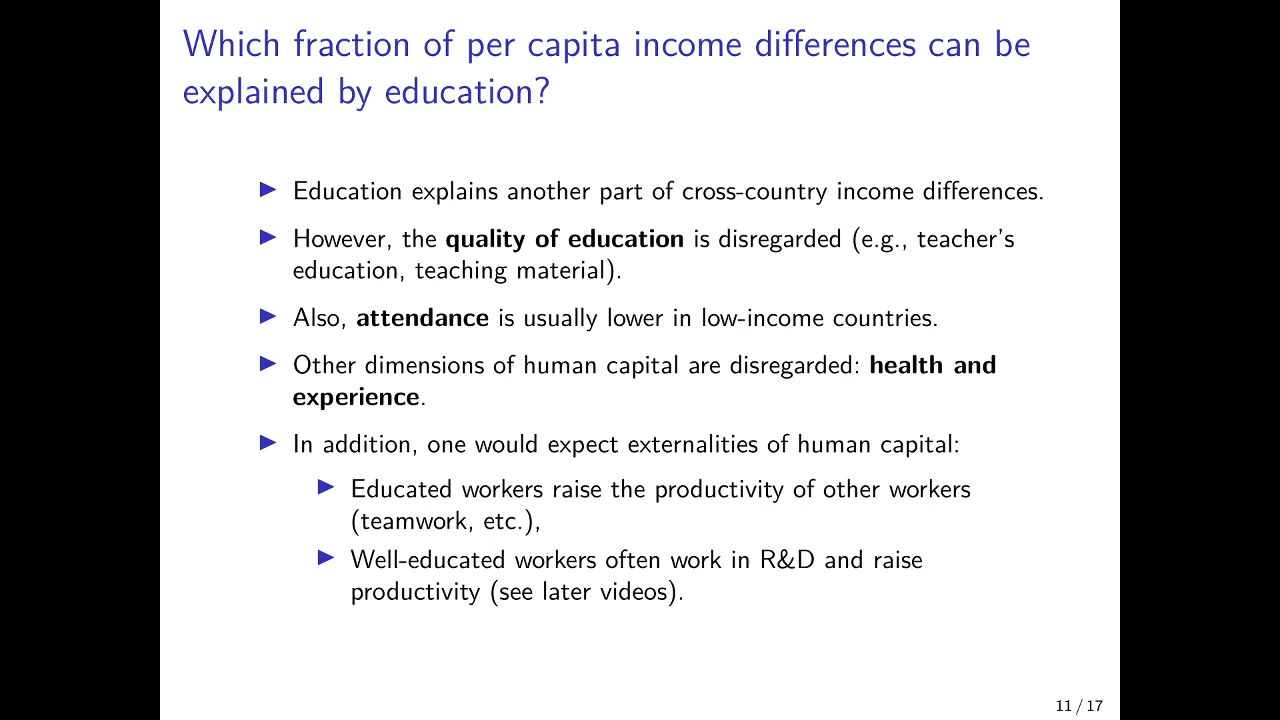 Which fraction of per capita income differences can be
explained by education?
▶ Education explains another part of cross-country income differences.
▶ However, the quality of education is disregarded (e.g., teacher's
education, teaching material).
▶ Also, attendance is usually lower in low-income countries.
▶ Other dimensions of human capital are disregarded: health and
experience.
▶ In addition, one would expect externalities of human capital:
▶ Educated workers raise the productivity of other workers
(teamwork, etc.),
▶ Well-educated workers often work in R&D and raise
productivity (see later videos).
11 / 17